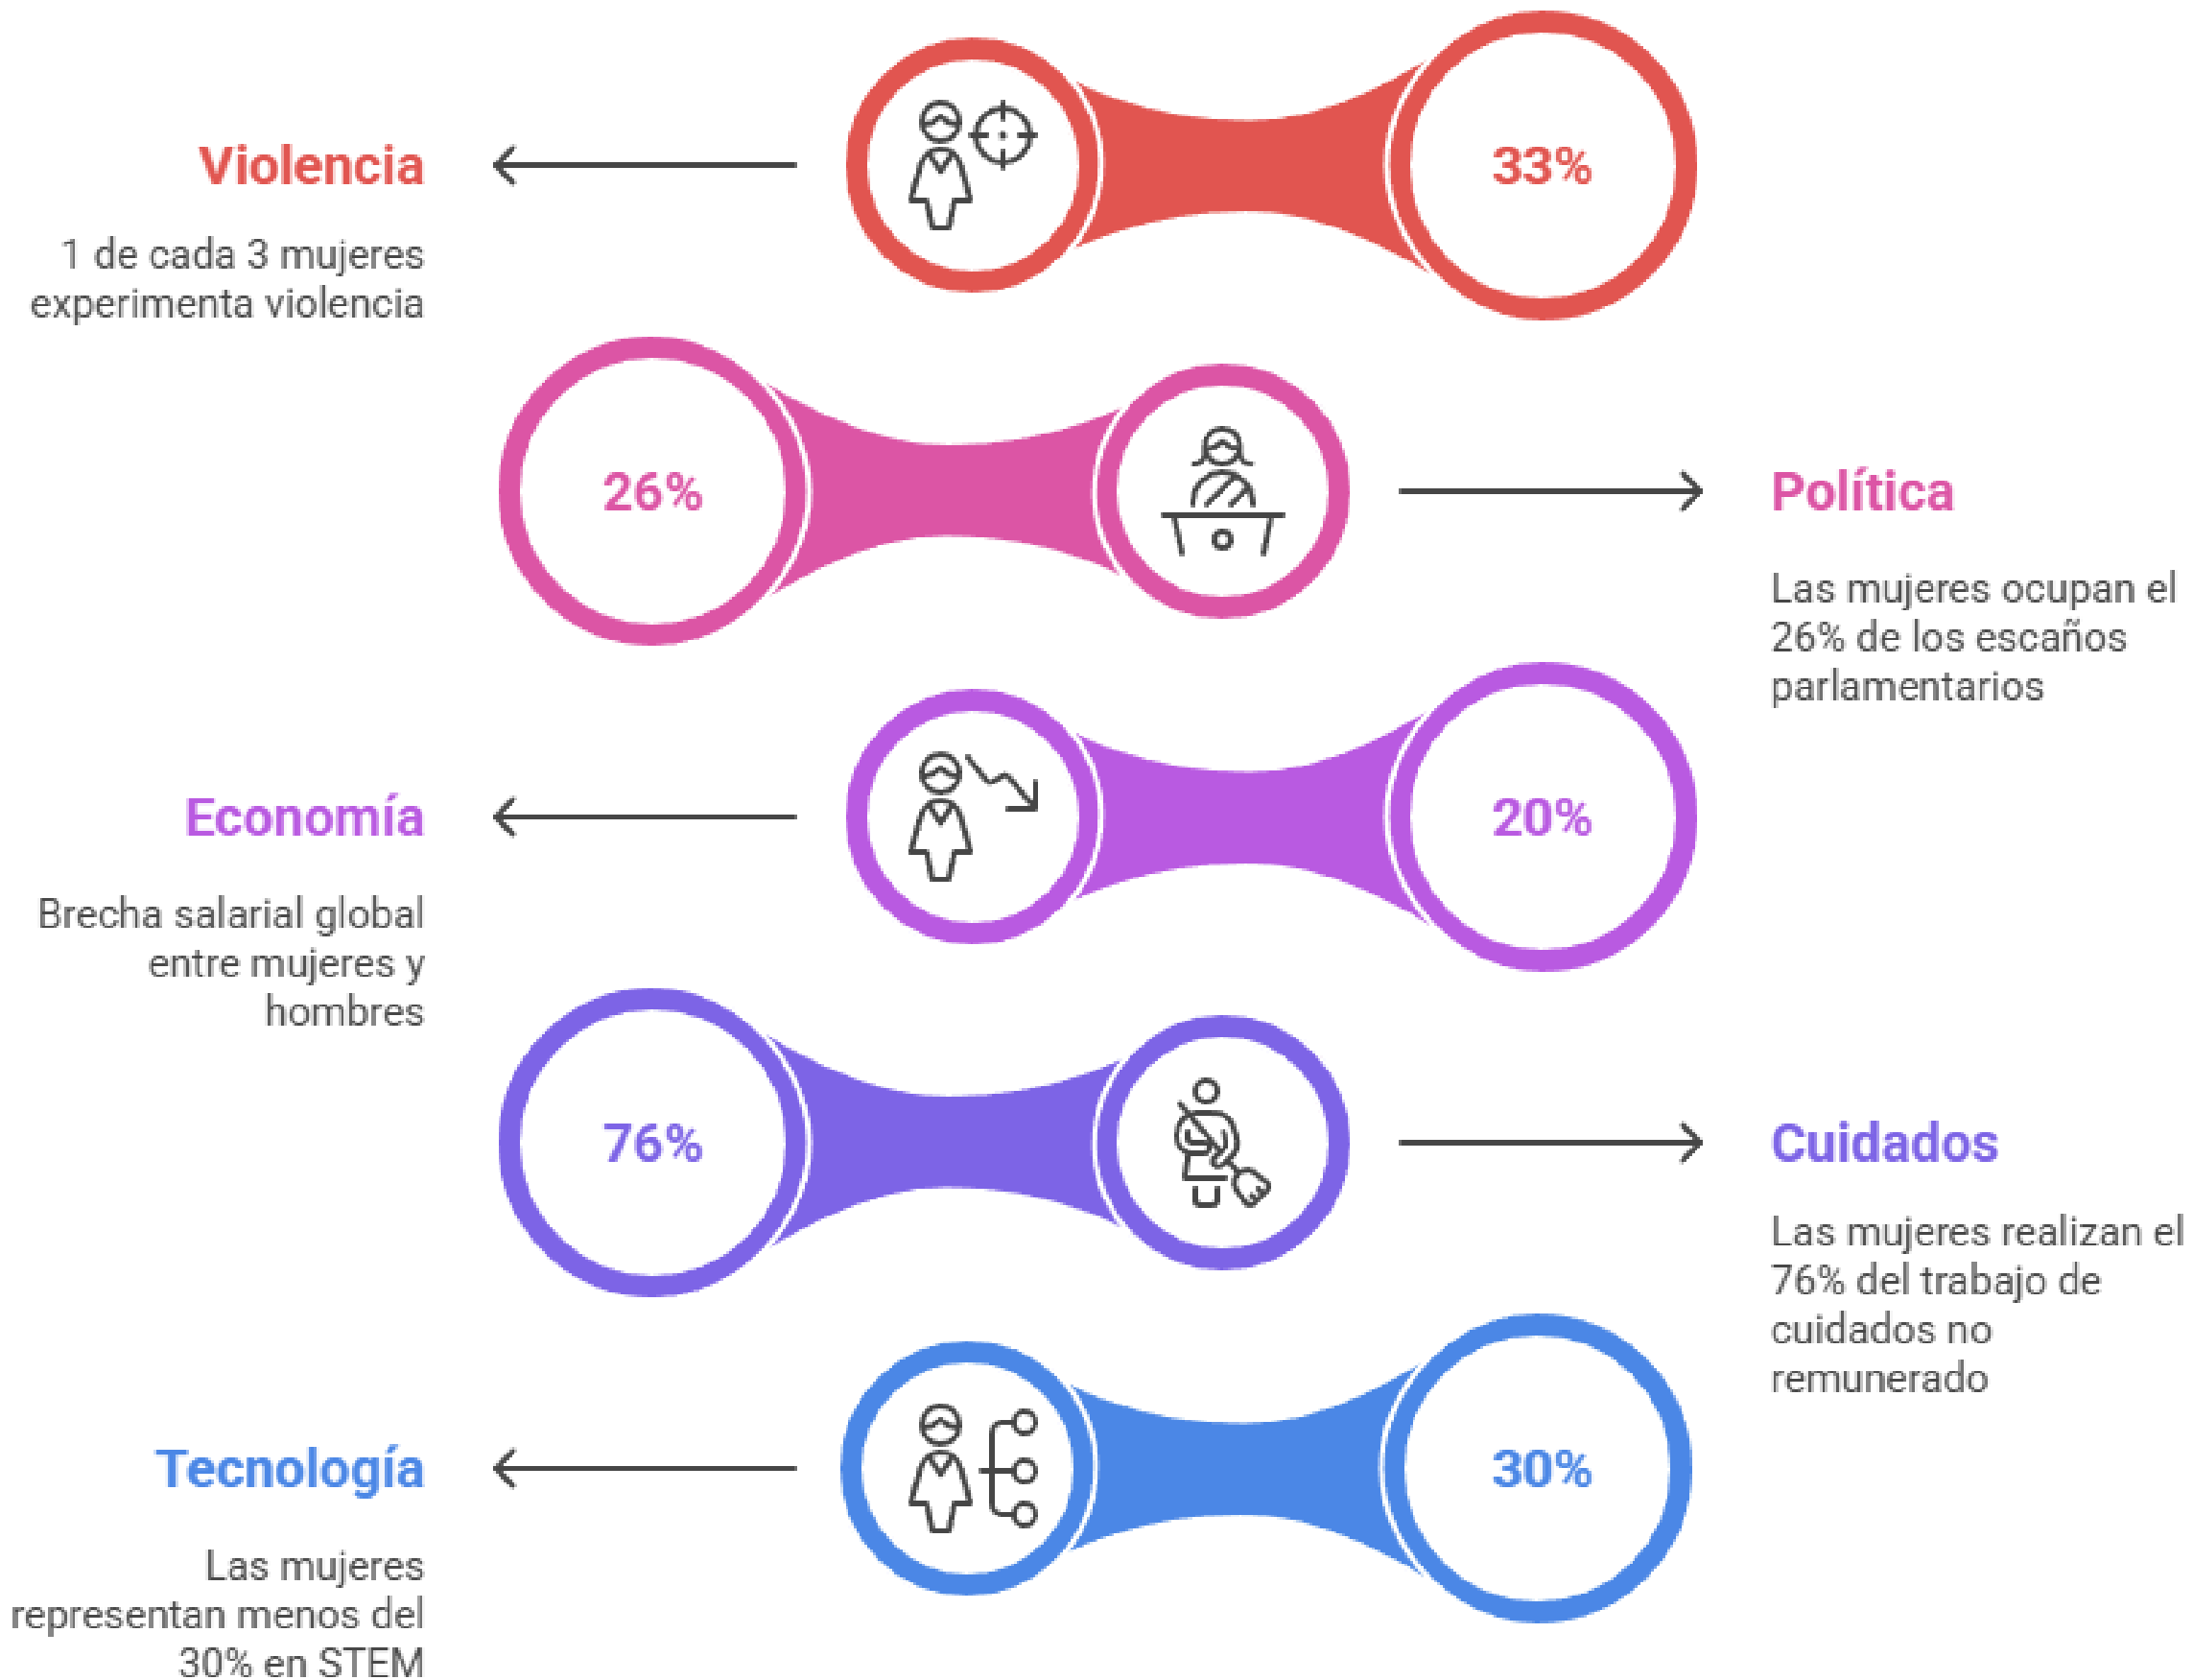 Violencia
1 de cada 3 mujeres
experimenta violencia
33%
26%
Política
Las mujeres ocupan el
26% de los escaños
parlamentarios
Economía
Brecha salarial global
entre mujeres y
hombres
20%
76%
Cuidados
Las mujeres realizan el
76% del trabajo de
cuidados no
remunerado
Tecnología
Las mujeres
representan menos del
30% en STEM
30%